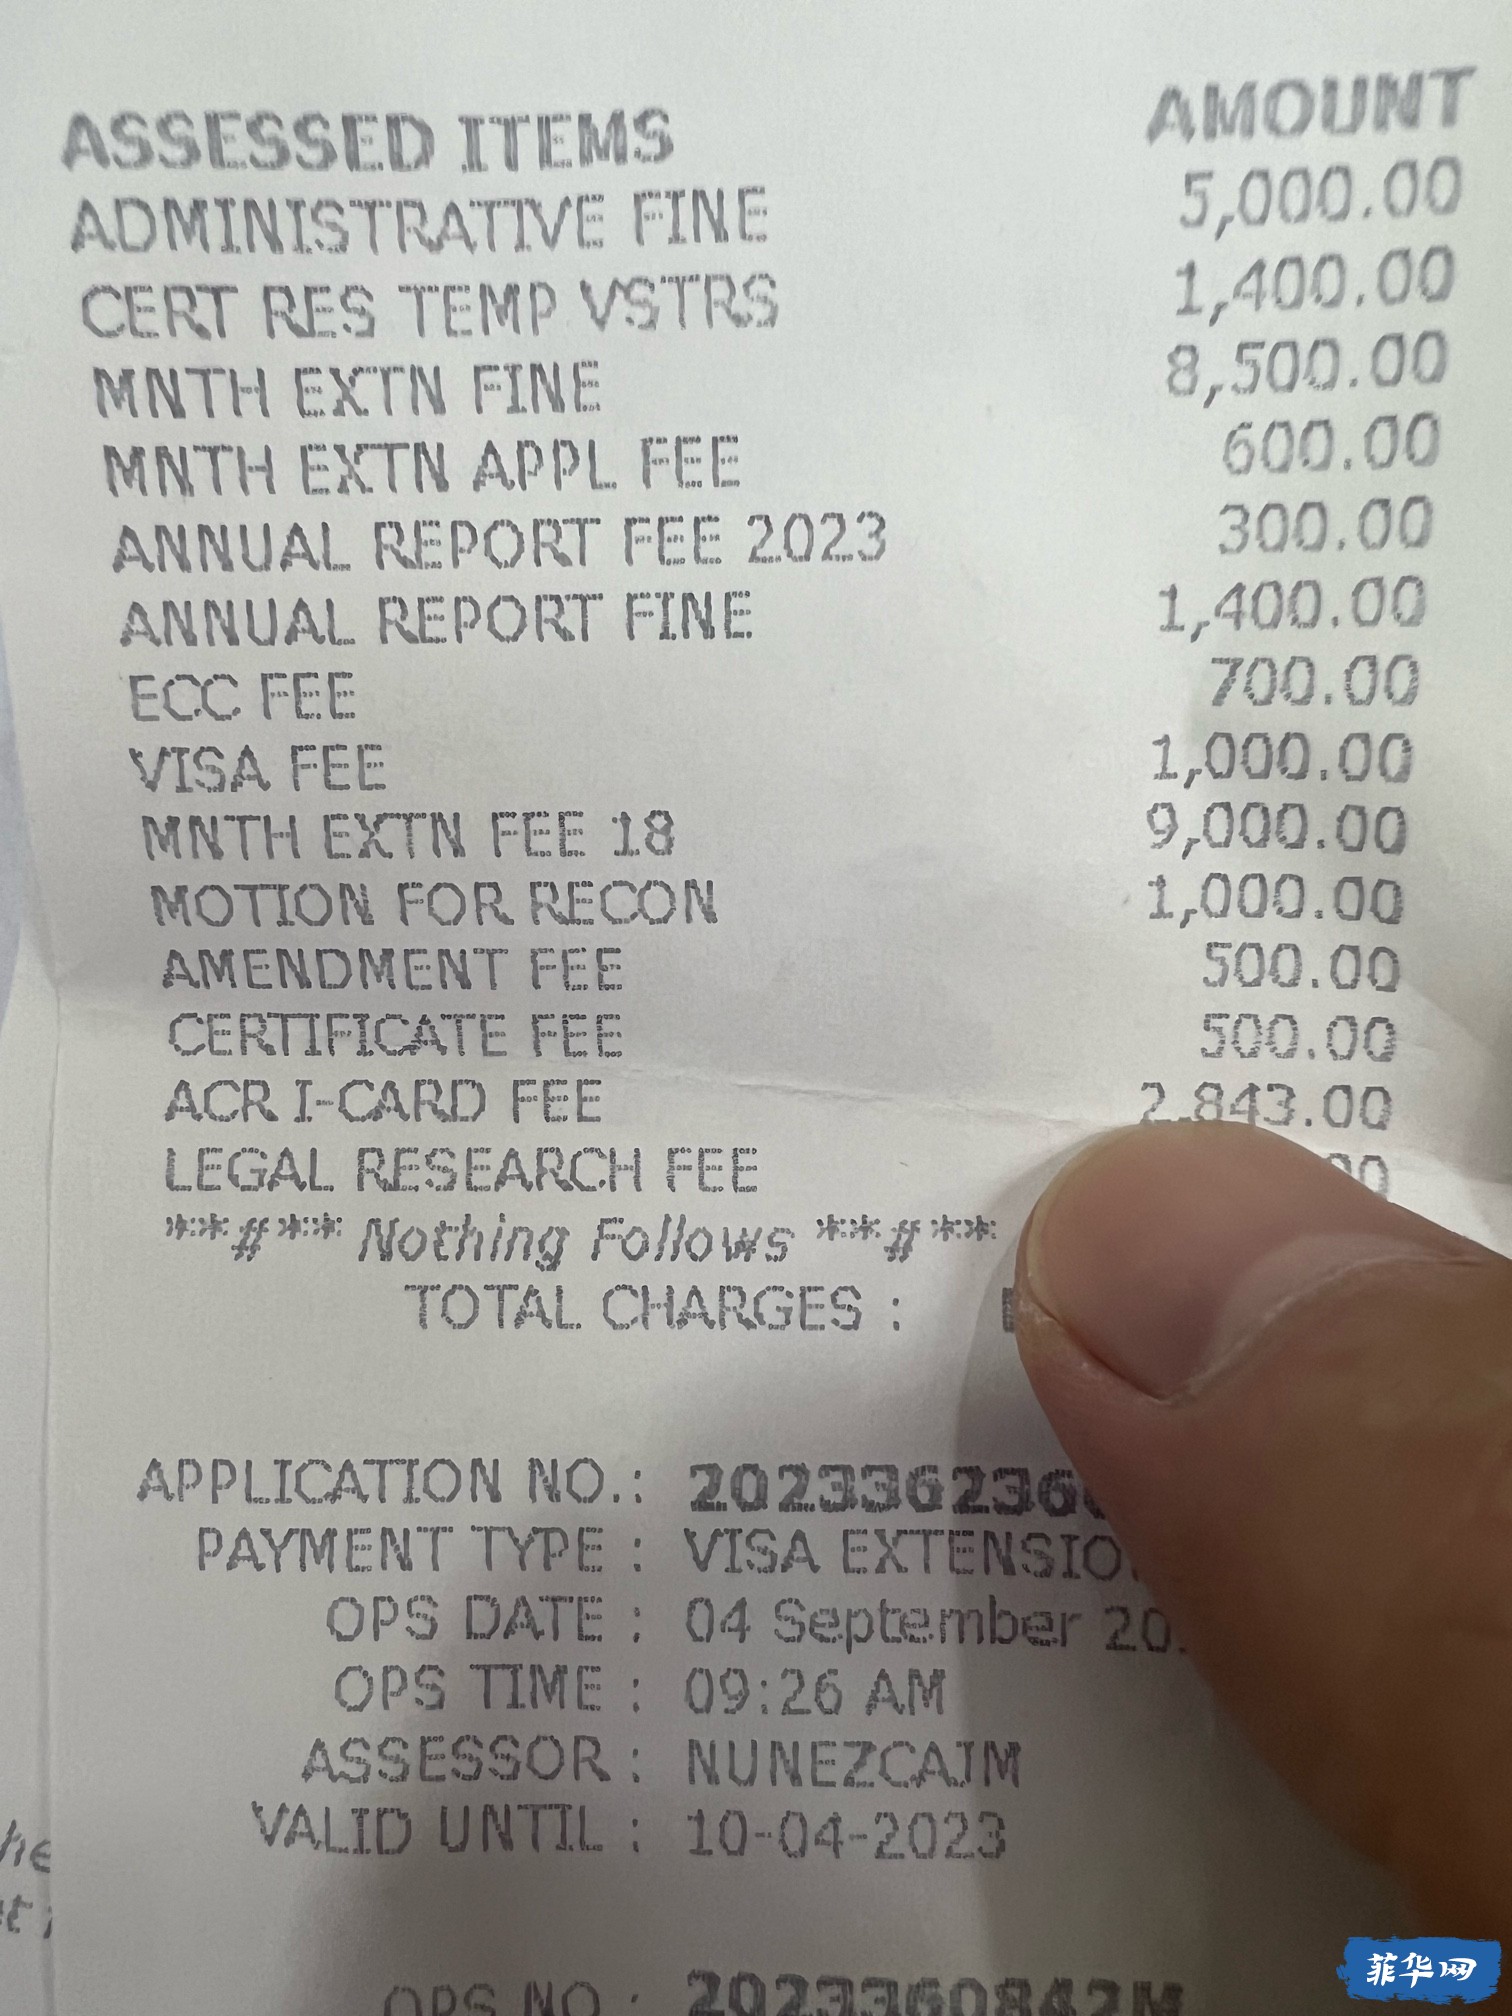 ASSESSED ITEMS AMOUNT
ADMINISTRATIVE FINE 5,000.00
CERT RES TEMP VSTRS 1,400.00
MNTH EXTN FINE 8,500.00
MNTH EXTN APPL FEE 600.00
ANNUAL REPORT FEE 2023 300.00
ANNUAL REPORT FINE 1,400.00
ECC FEE 700.00
VISA FEE 1,000.00
MNTH EXTN FEE 18 9,000.00
MOTION FOR RECON 1,000.00
AMENDMENT FEE 500.00
CERTIFICATE FEE 500.00
ACR I-CARD FEE 2,843.00
LEGAL RESEARCH FEE
***#*** Nothing Follows ***#***
TOTAL CHARGES :
APPLICATION NO.:
PAYMENT TYPE : VISA
OPS DATE : 04 September
OPS TIME : 09:26 AM
ASSESSOR : NUNEZCAJM
VALID UNTIL : 10-04-2023
OPS NO : 2023360842M
菲华网